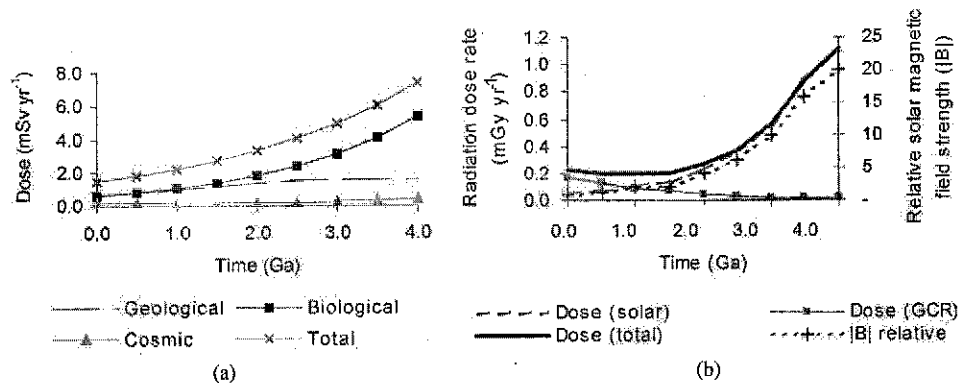 (a)
Dose (mSv yr-1)
8.0
6.0
4.0
2.0
0.0
0.0 1.0 2.0 3.0 4.0
Time (Ga)
Geological Biological
Cosmic Total
(a)
(b)
Radiation dose rate
(mGy yr-1)
1.2
1.0
0.8
0.6
0.4
0.2
0.0
0.0 1.0 2.0 3.0 4.0
Time (Ga)
25
20
15
10
5
-
Relative solar magnetic
field strength (|B|)
Dose (solar) Dose (GCR)
Dose (total) |B| relative
(b)